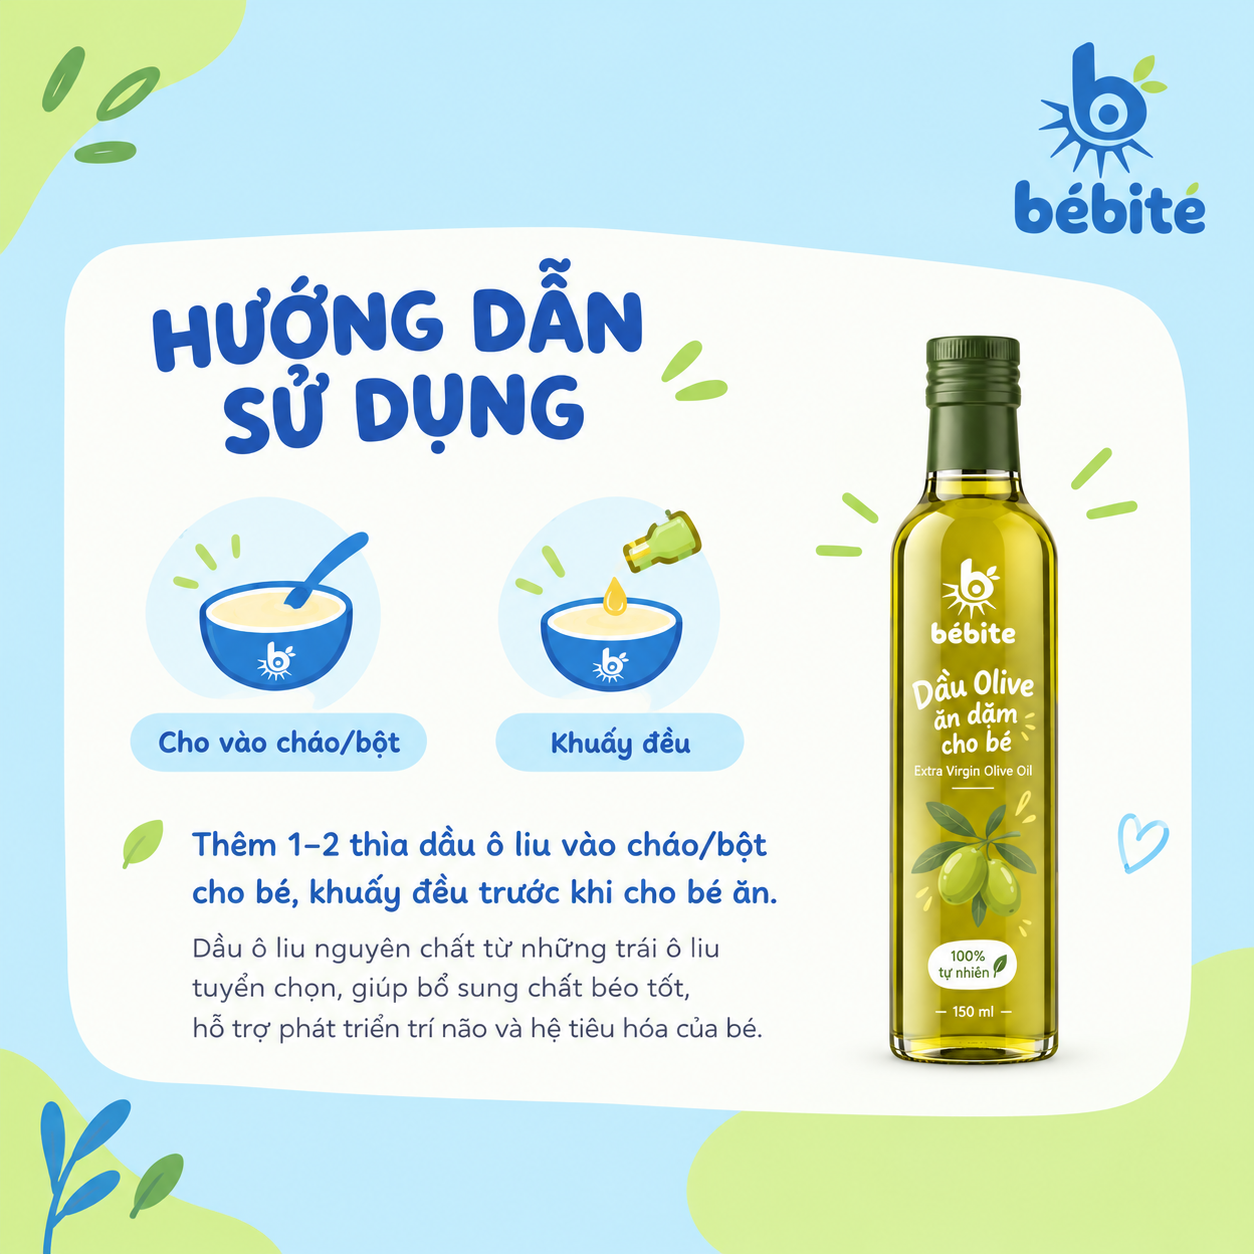 bébité
HƯỚNG DẪN
SỬ DỤNG
Cho vào cháo/bột
Khuấy đều
Thêm 1–2 thìa dầu ô liu vào cháo/bột
cho bé, khuấy đều trước khi cho bé ăn.
Dầu ô liu nguyên chất từ những trái ô liu
tuyển chọn, giúp bổ sung chất béo tốt,
hỗ trợ phát triển trí não và hệ tiêu hóa của bé.
bébite
Dầu Olive
ăn dặm
cho bé
Extra Virgin Olive Oil
100%
tự nhiên
– 150 ml –